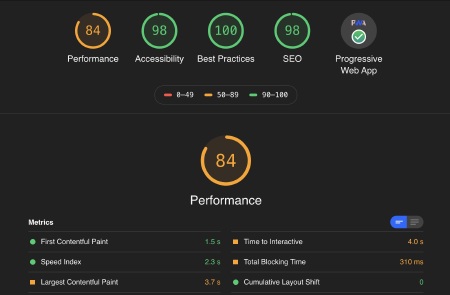 84
98
100
98
PWA
Performance
Accessibility
Best Practices
SEO
Progressive
Web App
0–49
50–89
90–100
84
Performance
Metrics
First Contentful Paint 1.5 s
Time to Interactive 4.0 s
Speed Index 2.3 s
Total Blocking Time 310 ms
Largest Contentful Paint 3.7 s
Cumulative Layout Shift 0